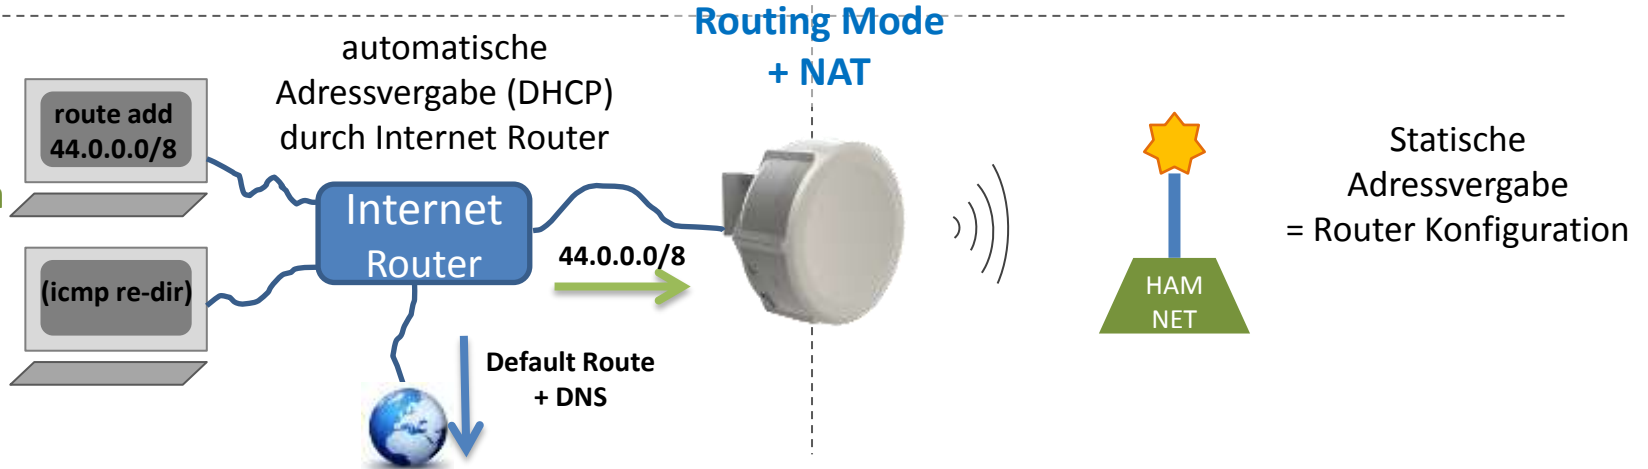 Routing Mode
+ NAT
automatische
Adressvergabe (DHCP)
durch Internet Router
route add
44.0.0.0/8
Internet
Router
44.0.0.0/8
(icmp re-dir)
Default Route
+ DNS
HAM
NET
Statische
Adressvergabe
= Router Konfiguration